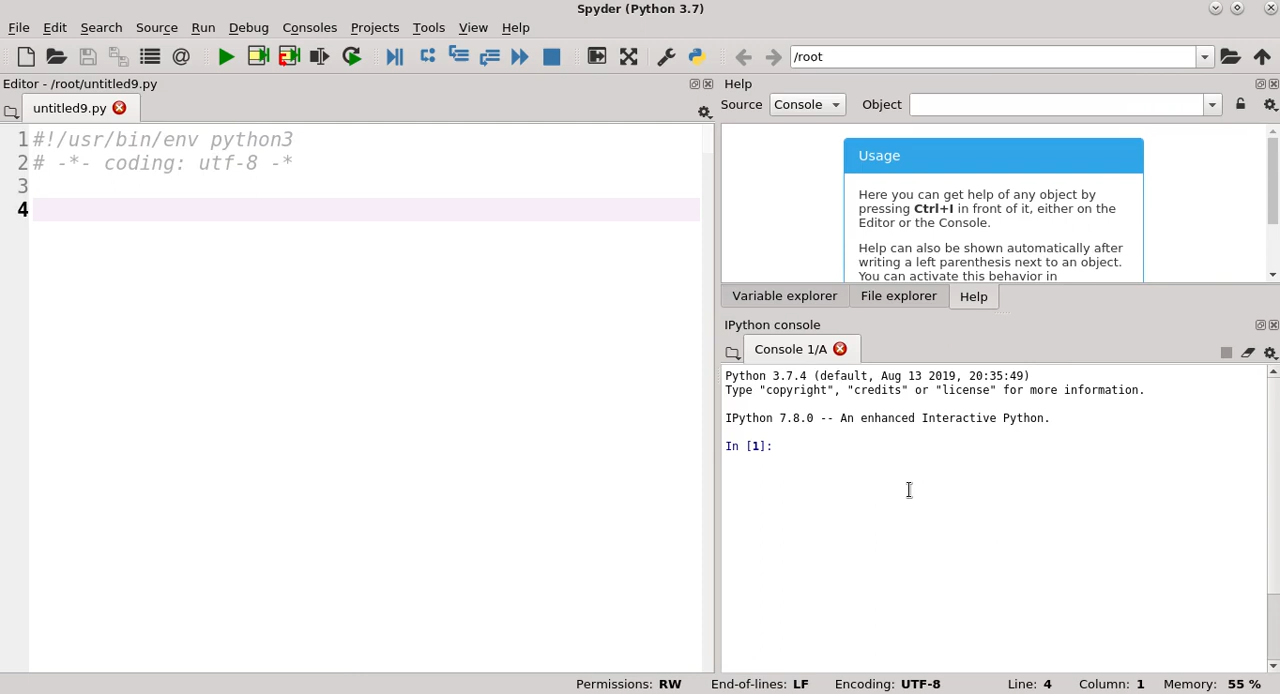 Spyder (Python 3.7)
File Edit Search Source Run Debug Consoles Projects Tools View Help
/root
Editor - /root/untitled9.py
untitled9.py
1 #!/usr/bin/env python3
2 # -*- coding: utf-8 -*
3
4
Help
Source Console Object
Usage
Here you can get help of any object by
pressing Ctrl+I in front of it, either on the
Editor or the Console.
Help can also be shown automatically after
writing a left parenthesis next to an object.
You can activate this behavior in
Variable explorer File explorer Help
IPython console
Console 1/A
Python 3.7.4 (default, Aug 13 2019, 20:35:49)
Type "copyright", "credits" or "license" for more information.
IPython 7.8.0 -- An enhanced Interactive Python.
In [1]:
Permissions: RW End-of-lines: LF Encoding: UTF-8 Line: 4 Column: 1 Memory: 55 %